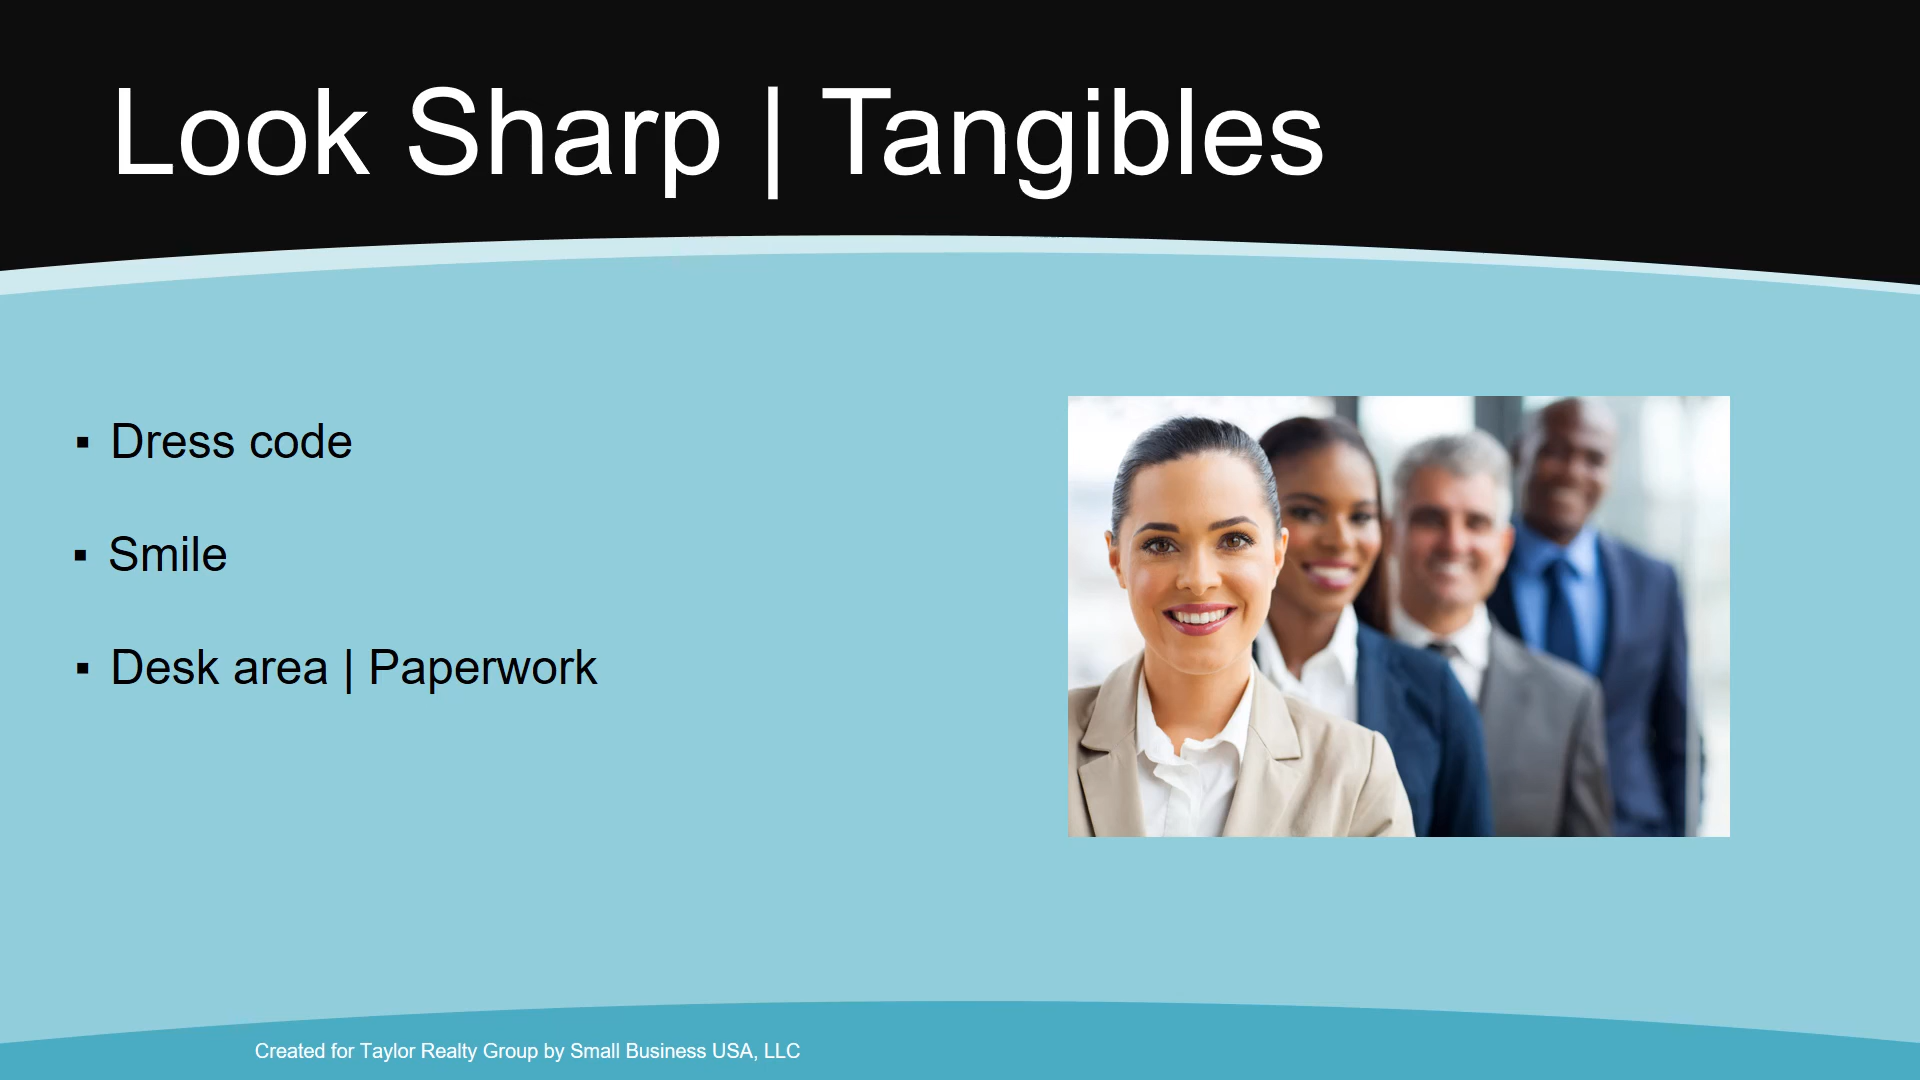 Look Sharp | Tangibles
▪ Dress code
▪ Smile
▪ Desk area | Paperwork
Created for Taylor Realty Group by Small Business USA, LLC